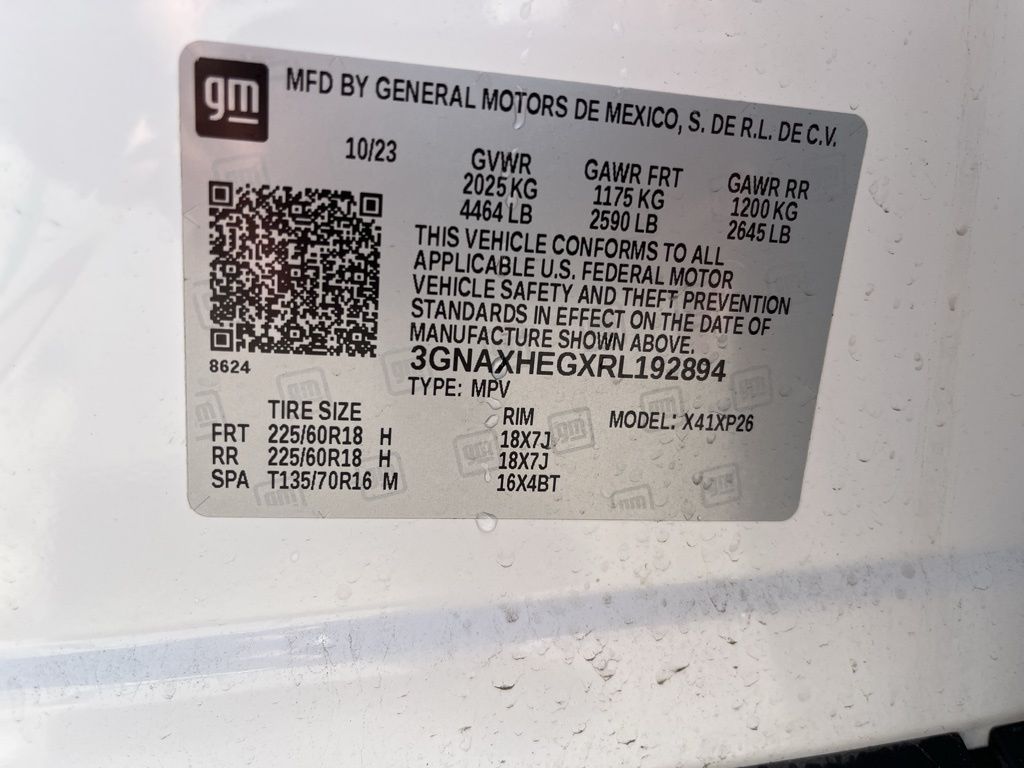 gm
MFD BY GENERAL MOTORS DE MEXICO, S. DE R.L. DE C.V.
10/23
GVWR
2025 KG
4464 LB
GAWR FRT
1175 KG
2590 LB
GAWR RR
1200 KG
2645 LB
THIS VEHICLE CONFORMS TO ALL
APPLICABLE U.S. FEDERAL MOTOR
VEHICLE SAFETY AND THEFT PREVENTION
STANDARDS IN EFFECT ON THE DATE OF
MANUFACTURE SHOWN ABOVE.
8624
3GNAXHEGXRL192894
TYPE: MPV
TIRE SIZE RIM MODEL: X41XP26
FRT 225/60R18 H 18X7J
RR 225/60R18 H 18X7J
SPA T135/70R16 M 16X4BT